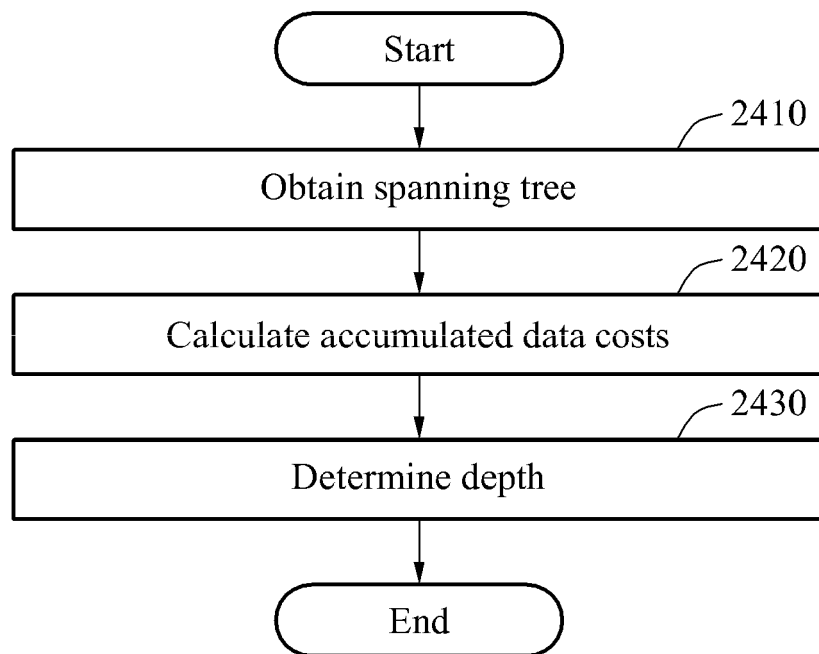 Start
2410
Obtain spanning tree
2420
Calculate accumulated data costs
2430
Determine depth
End